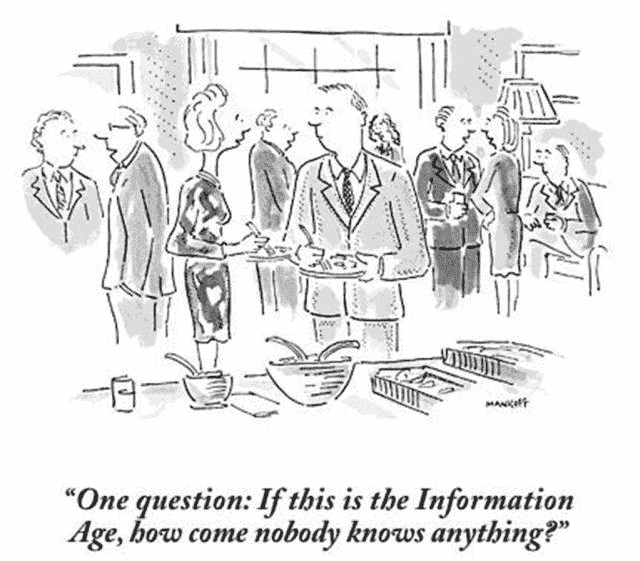 MANKOFF
“One question: If this is the Information
Age, how come nobody knows anything?”